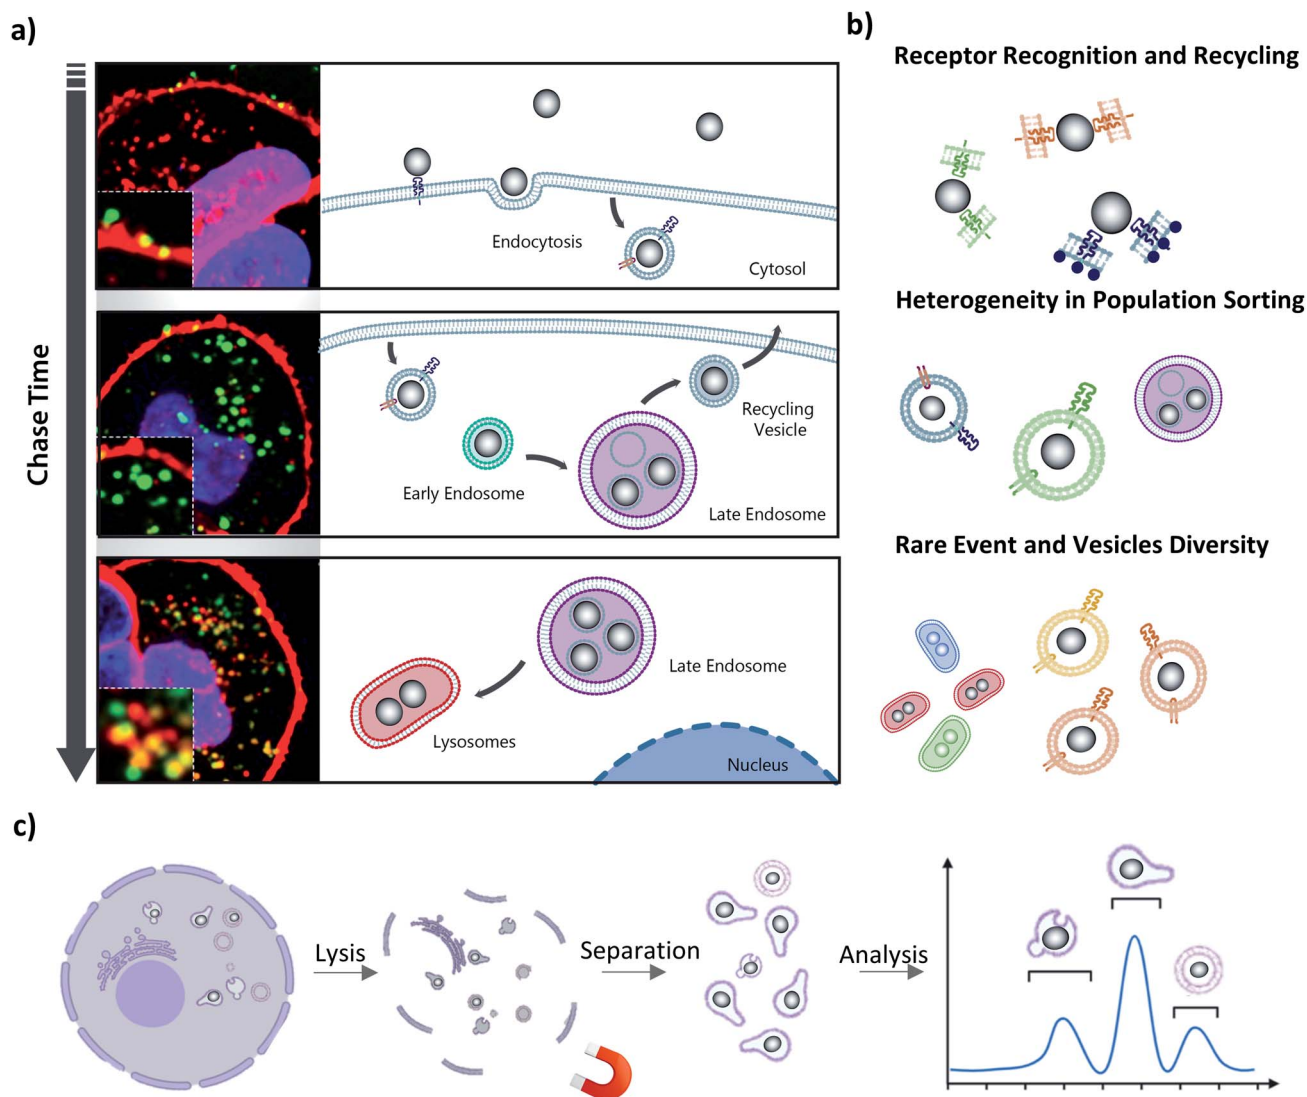 a)
Chase Time
Endocytosis
Cytosol
Early Endosome
Recycling
Vesicle
Late Endosome
Late Endosome
Lysosomes
Nucleus
b)
Receptor Recognition and Recycling
Heterogeneity in Population Sorting
Rare Event and Vesicles Diversity
c)
Lysis
Separation
Analysis